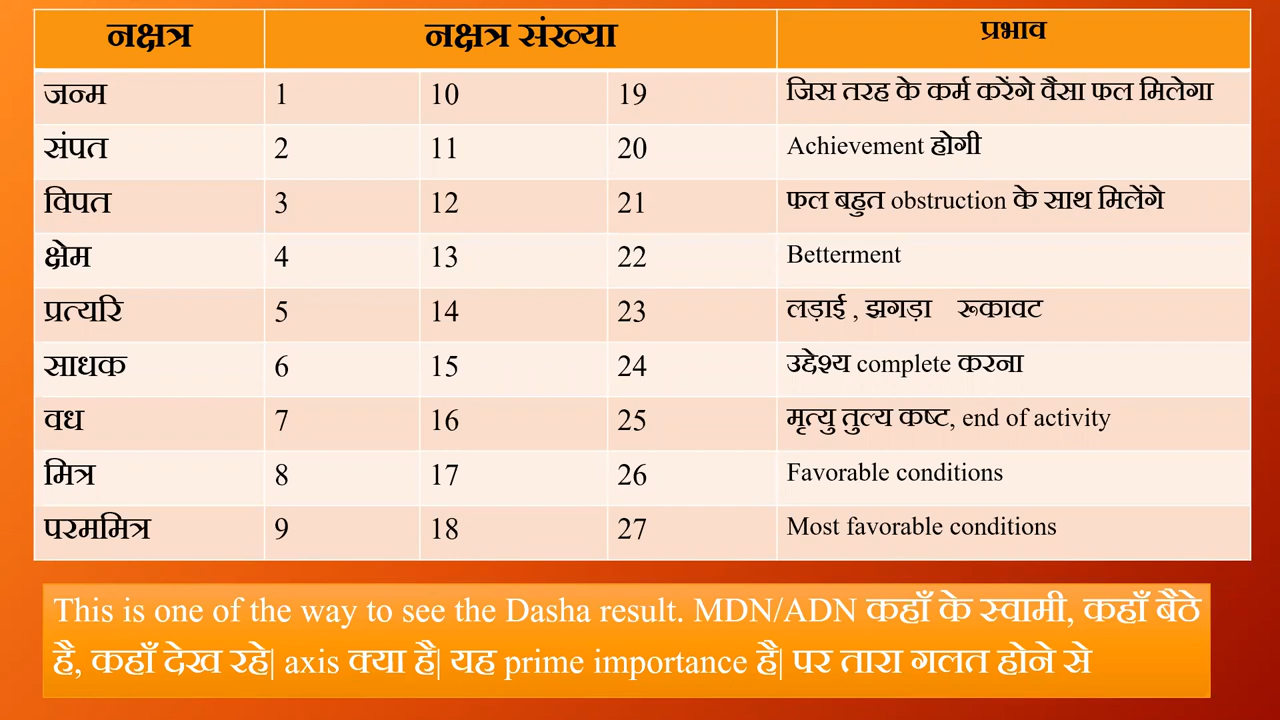 नक्षत्र नक्षत्र संख्या प्रभाव
जन्म 1 10 19 जिस तरह के कर्म करेंगे वैसा फल मिलेगा
संपत 2 11 20 Achievement होगी
विपत 3 12 21 फल बहुत obstruction के साथ मिलेंगे
क्षेम 4 13 22 Betterment
प्रत्यरि 5 14 23 लड़ाई , झगड़ा रूकावट
साधक 6 15 24 उद्देश्य complete करना
वध 7 16 25 मृत्यु तुल्य कष्ट, end of activity
मित्र 8 17 26 Favorable conditions
परममित्र 9 18 27 Most favorable conditions
This is one of the way to see the Dasha result. MDN/ADN कहाँ के स्वामी, कहाँ बैठे
है, कहाँ देख रहे| axis क्या है| यह prime importance है| पर तारा गलत होने से